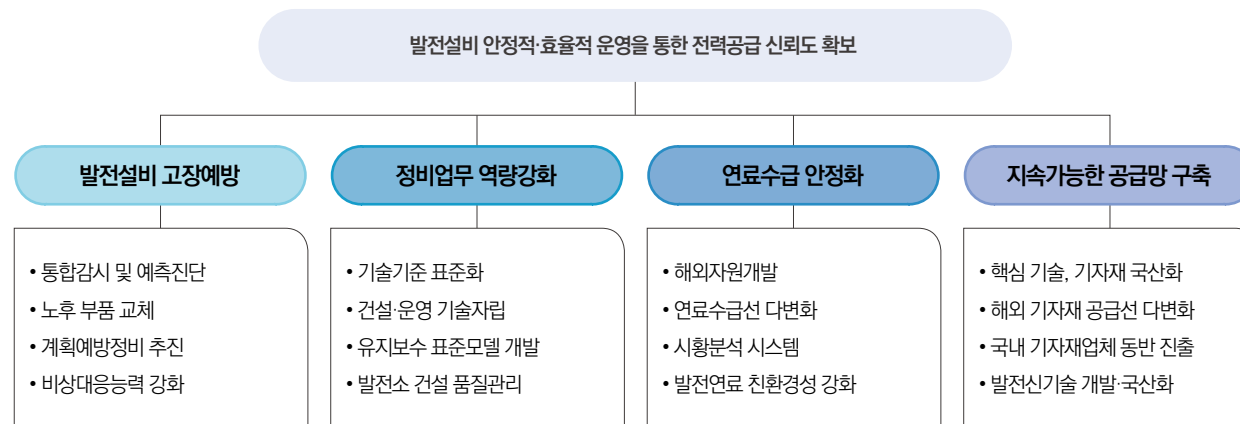 발전설비 안정적·효율적 운영을 통한 전력공급 신뢰도 확보
발전설비 고장예방
• 통합감시 및 예측진단
• 노후 부품 교체
• 계획예방정비 추진
• 비상대응능력 강화
정비업무 역량강화
• 기술기준 표준화
• 건설·운영 기술자립
• 유지보수 표준모델 개발
• 발전소 건설 품질관리
연료수급 안정화
• 해외자원개발
• 연료수급선 다변화
• 시황분석 시스템
• 발전연료 친환경성 강화
지속가능한 공급망 구축
• 핵심 기술, 기자재 국산화
• 해외 기자재 공급선 다변화
• 국내 기자재업체 동반 진출
• 발전신기술 개발·국산화